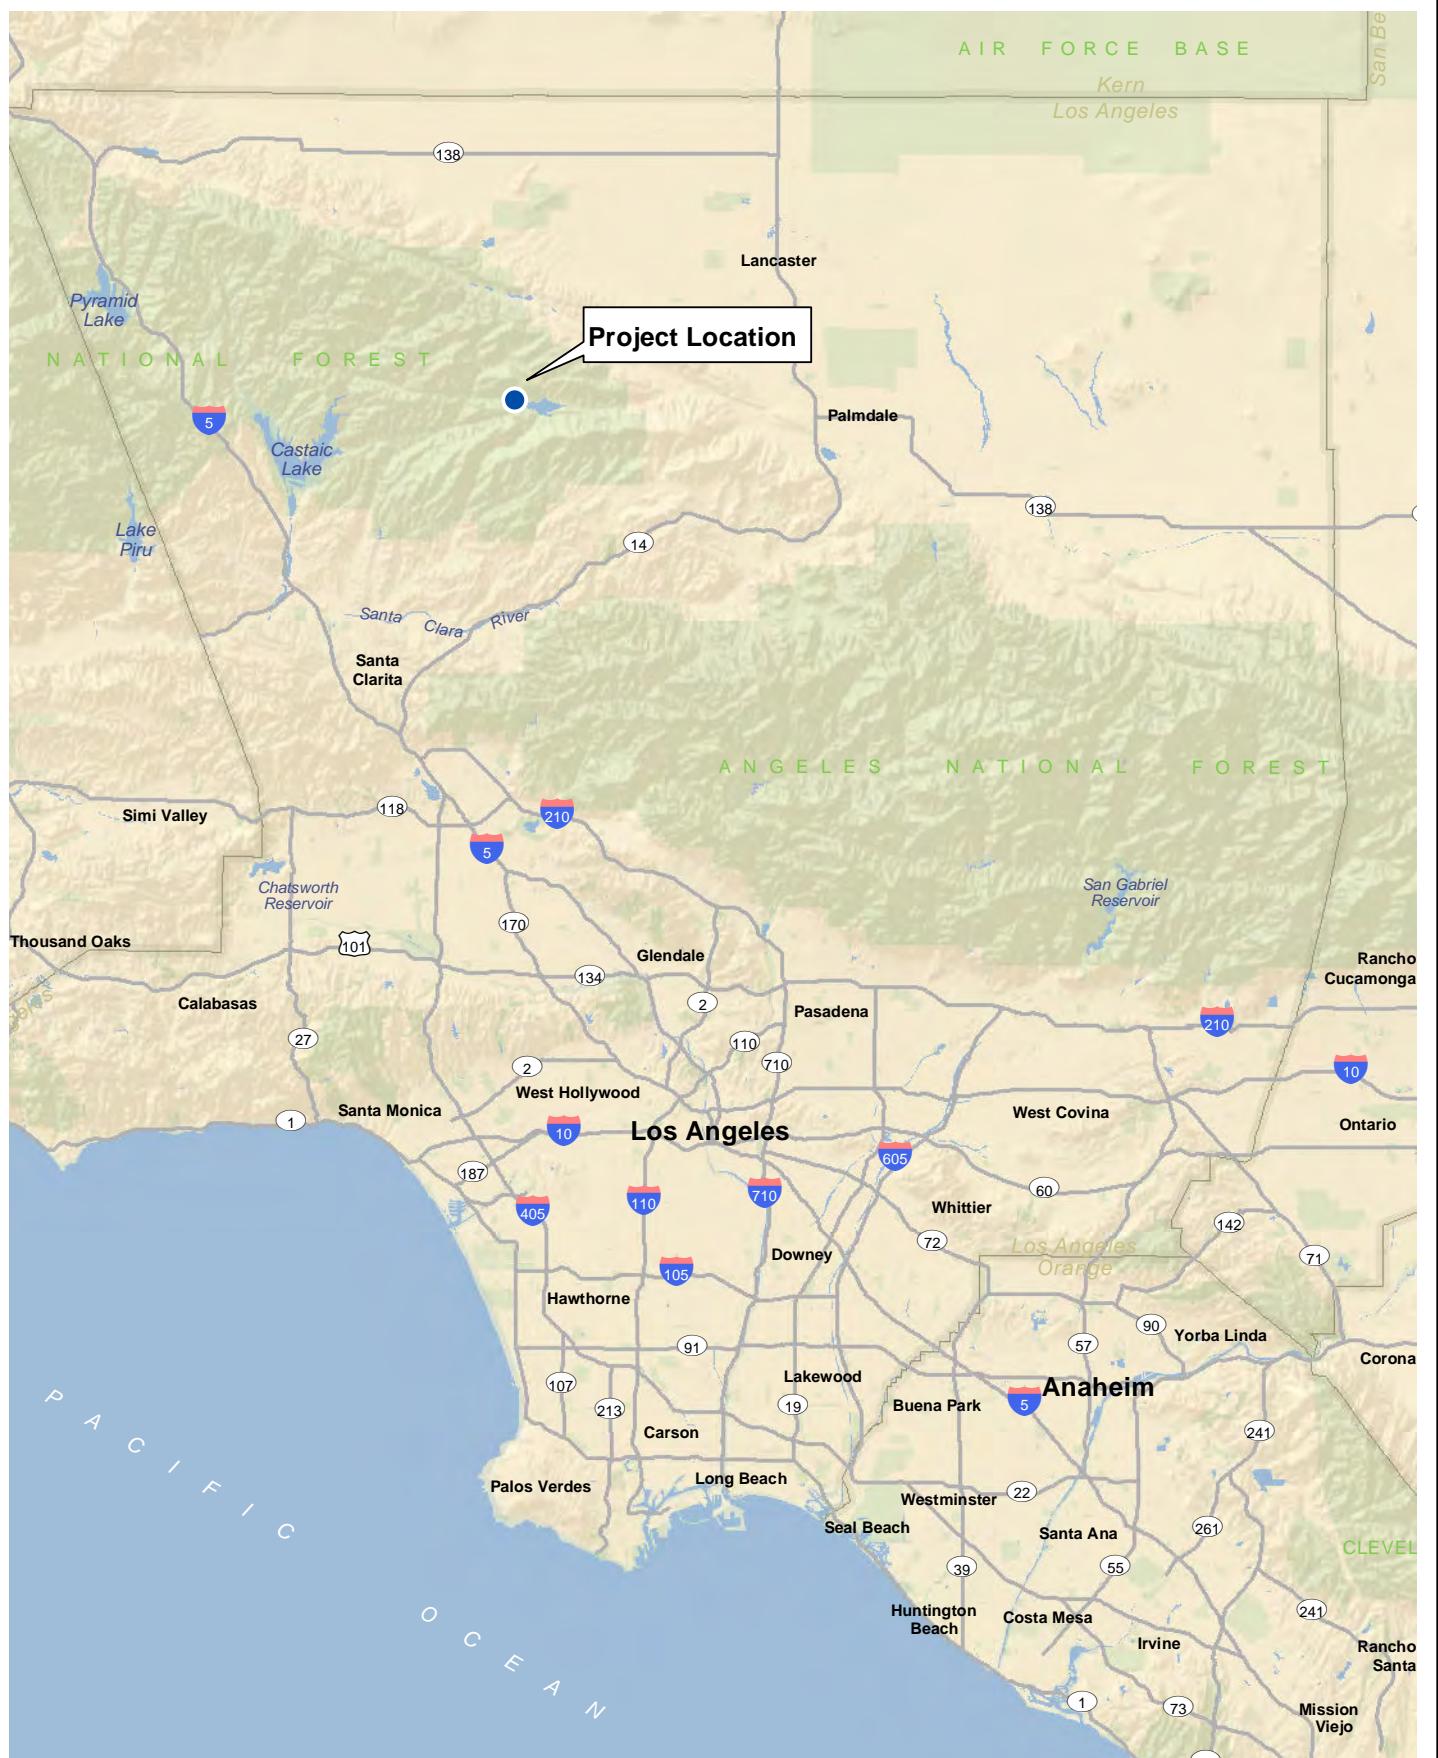 AIR FORCE BASE
San Be
Kern
Los Angeles
138
Lancaster
Pyramid
Lake
Project Location
NATIONAL FOREST
5
Palmdale
Castaic
Lake
138
Lake
Piru
14
Santa Clara River
Santa
Clarita
ANGELES NATIONAL FOREST
118
Simi Valley
210
5
Chatsworth
Reservoir
San Gabriel
Reservoir
170
Thousand Oaks
101
Glendale
134
Rancho
Cucamonga
Calabasas
2
Pasadena
210
geles
27
110
710
2
10
West Hollywood
Santa Monica
West Covina
1
Ontario
10
Los Angeles
605
187
60
110
710
405
Whittier
142
72
Los Angeles
Orange
Downey
71
105
Hawthorne
90
Yorba Linda
91
57
Corona
107
Lakewood
Anaheim
5
19
Buena Park
213
241
Carson
Long Beach
Palos Verdes
22
Westminster
Seal Beach
Santa Ana
261
CLEVEL
39
55
Huntington
Beach
Costa Mesa
241
Irvine
Rancho
Santa
1
73
Mission
Viejo
PACIFIC OCEAN